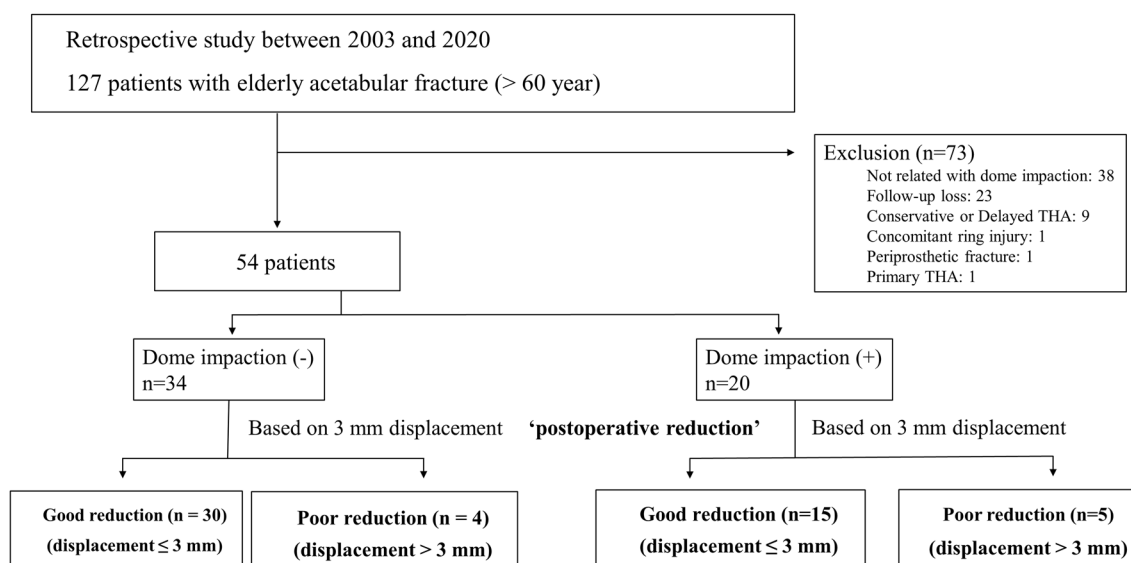 Retrospective study between 2003 and 2020
127 patients with elderly acetabular fracture (> 60 year)
Exclusion (n=73)
Not related with dome impaction: 38
Follow-up loss: 23
Conservative or Delayed THA: 9
Concomitant ring injury: 1
Periprosthetic fracture: 1
Primary THA: 1
54 patients
Dome impaction (-)
n=34
Dome impaction (+)
n=20
Based on 3 mm displacement
‘postoperative reduction’
Based on 3 mm displacement
Good reduction (n = 30)
(displacement ≤ 3 mm)
Poor reduction (n = 4)
(displacement > 3 mm)
Good reduction (n=15)
(displacement ≤ 3 mm)
Poor reduction (n=5)
(displacement > 3 mm)